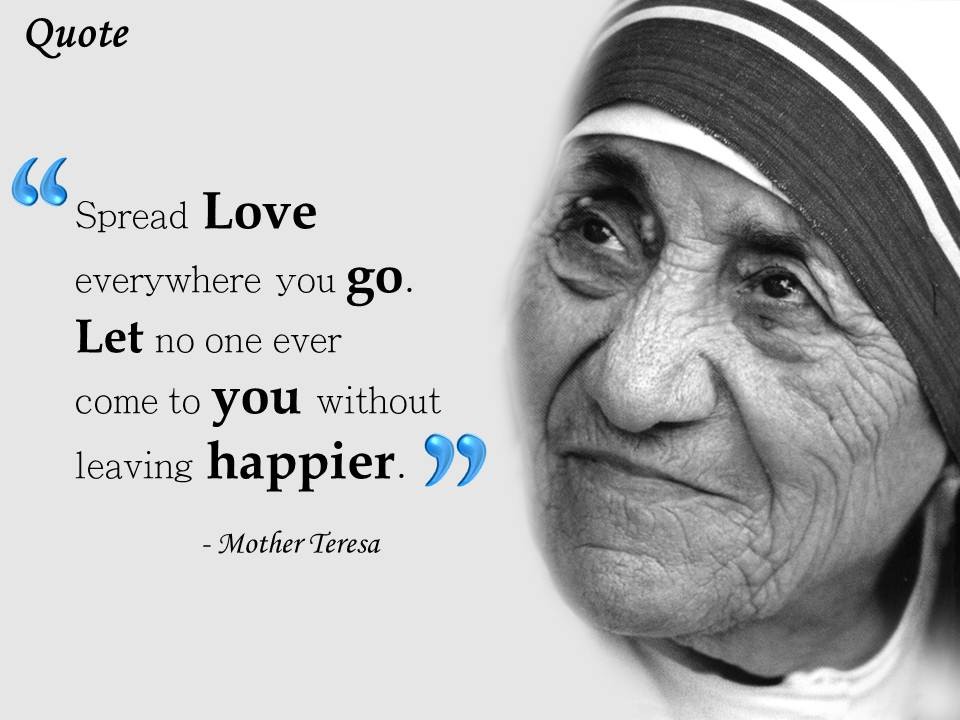 Quote
“Spread Love
everywhere you go.
Let no one ever
come to you without
leaving happier.”
- Mother Teresa